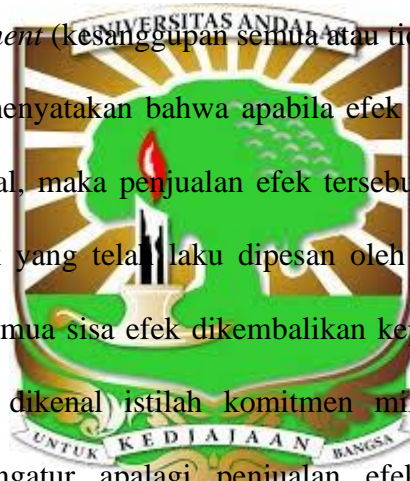 UNIVERSITAS ANDALAS
ment (kesanggupan semua atau
menyatakan bahwa apabila efek
al, maka penjualan efek tersebu
yang telah laku dipesan oleh
mua sisa efek dikembalikan ke
dikenal istilah komitmen mi
UNTUK KEDJAJAAN BANGSA
ngatur apalagi penjualan efek